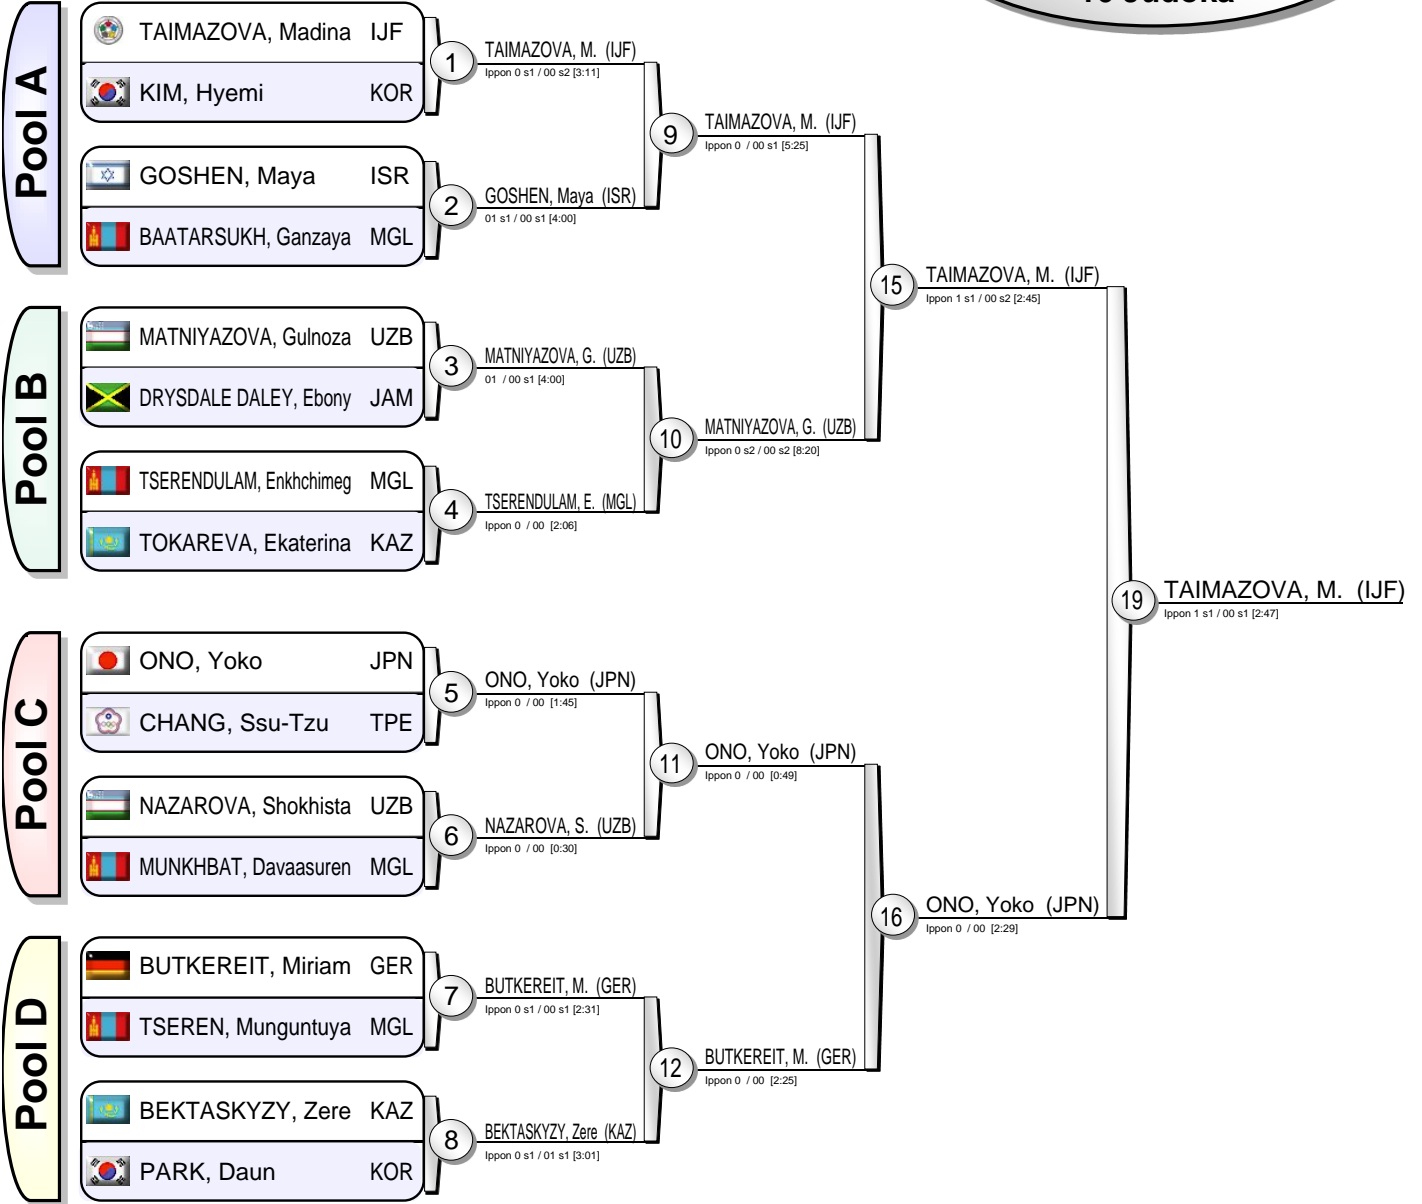 16 Judoka
Pool A
TAIMAZOVA, Madina IJF
KIM, Hyemi KOR
1
TAIMAZOVA, M. (IJF)
Ippon 0 s1 / 00 s2 [3:11]
GOSHEN, Maya ISR
BAATARSUKH, Ganzaya MGL
2
GOSHEN, Maya (ISR)
01 s1 / 00 s1 [4:00]
9
TAIMAZOVA, M. (IJF)
Ippon 0 / 00 s1 [5:25]
Pool B
MATNIYAZOVA, Gulnoza UZB
DRYSDALE DALEY, Ebony JAM
3
MATNIYAZOVA, G. (UZB)
01 / 00 s1 [4:00]
TSERENDULAM, Enkhchimeg MGL
TOKAREVA, Ekaterina KAZ
4
TSERENDULAM, E. (MGL)
Ippon 0 / 00 [2:06]
10
MATNIYAZOVA, G. (UZB)
Ippon 0 s2 / 00 s2 [8:20]
15
TAIMAZOVA, M. (IJF)
Ippon 1 s1 / 00 s2 [2:45]
Pool C
ONO, Yoko JPN
CHANG, Ssu-Tzu TPE
5
ONO, Yoko (JPN)
Ippon 0 / 00 [1:45]
NAZAROVA, Shokhista UZB
MUNKHBAT, Davaasuren MGL
6
NAZAROVA, S. (UZB)
Ippon 0 / 00 [0:30]
11
ONO, Yoko (JPN)
Ippon 0 / 00 [0:49]
Pool D
BUTKEREIT, Miriam GER
TSEREN, Munguntuya MGL
7
BUTKEREIT, M. (GER)
Ippon 0 s1 / 00 s1 [2:31]
BEKTASKYZY, Zere KAZ
PARK, Daun KOR
8
BEKTASKYZY, Zere (KAZ)
Ippon 0 s1 / 01 s1 [3:01]
12
BUTKEREIT, M. (GER)
Ippon 0 / 00 [2:25]
16
ONO, Yoko (JPN)
Ippon 0 / 00 [2:29]
19
TAIMAZOVA, M. (IJF)
Ippon 1 s1 / 00 s1 [2:47]